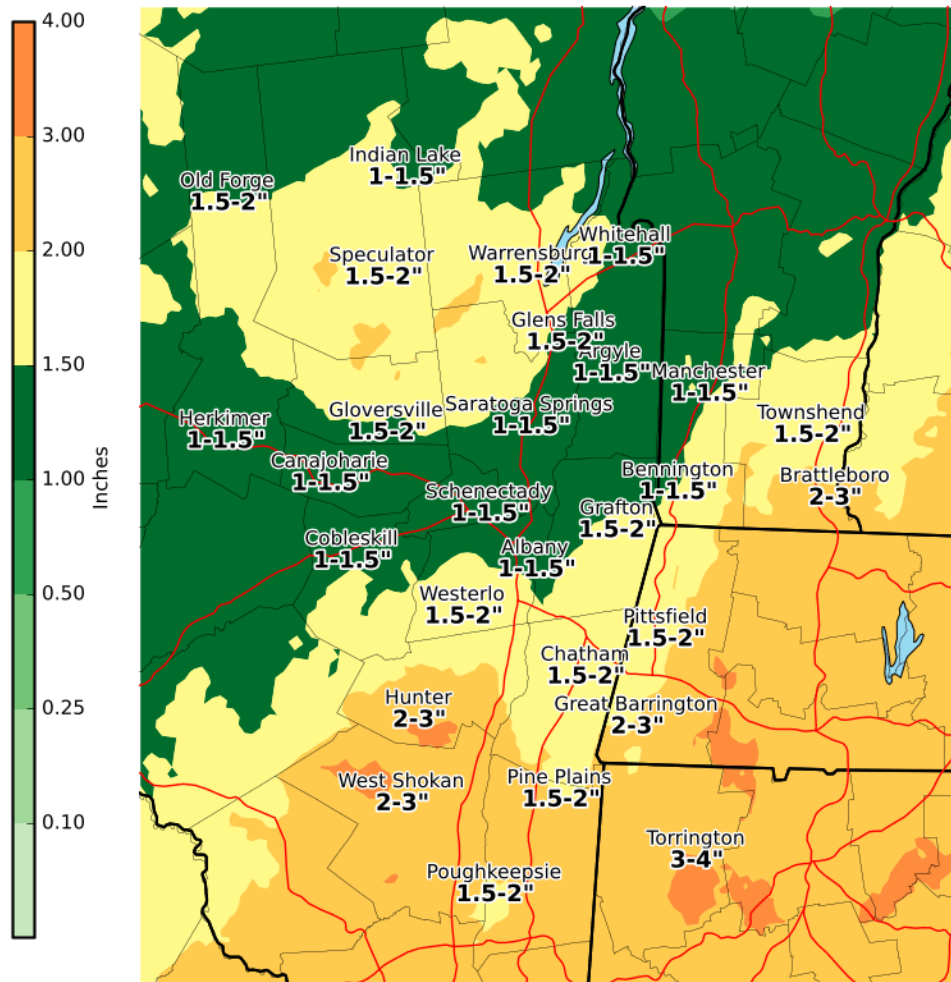 4.00
3.00
2.00
1.50
1.00
0.50
0.25
0.10
Inches
Indian Lake
1-1.5"
Old Forge
1.5-2"
Speculator
1.5-2"
Warrensburg
1.5-2"
Whitehall
1-1.5"
Glens Falls
1.5-2"
Argyle
1-1.5"
Manchester
1-1.5"
Herkimer
1-1.5"
Gloversville
1.5-2"
Saratoga Springs
1-1.5"
Townshend
1.5-2"
Canajoharie
1-1.5"
Schenectady
1-1.5"
Bennington
1-1.5"
Brattleboro
2-3"
Grafton
1.5-2"
Cobleskill
1-1.5"
Albany
1-1.5"
Westerlo
1.5-2"
Pittsfield
1.5-2"
Chatham
1.5-2"
Hunter
2-3"
Great Barrington
2-3"
West Shokan
2-3"
Pine Plains
1.5-2"
Torrington
3-4"
Poughkeepsie
1.5-2"